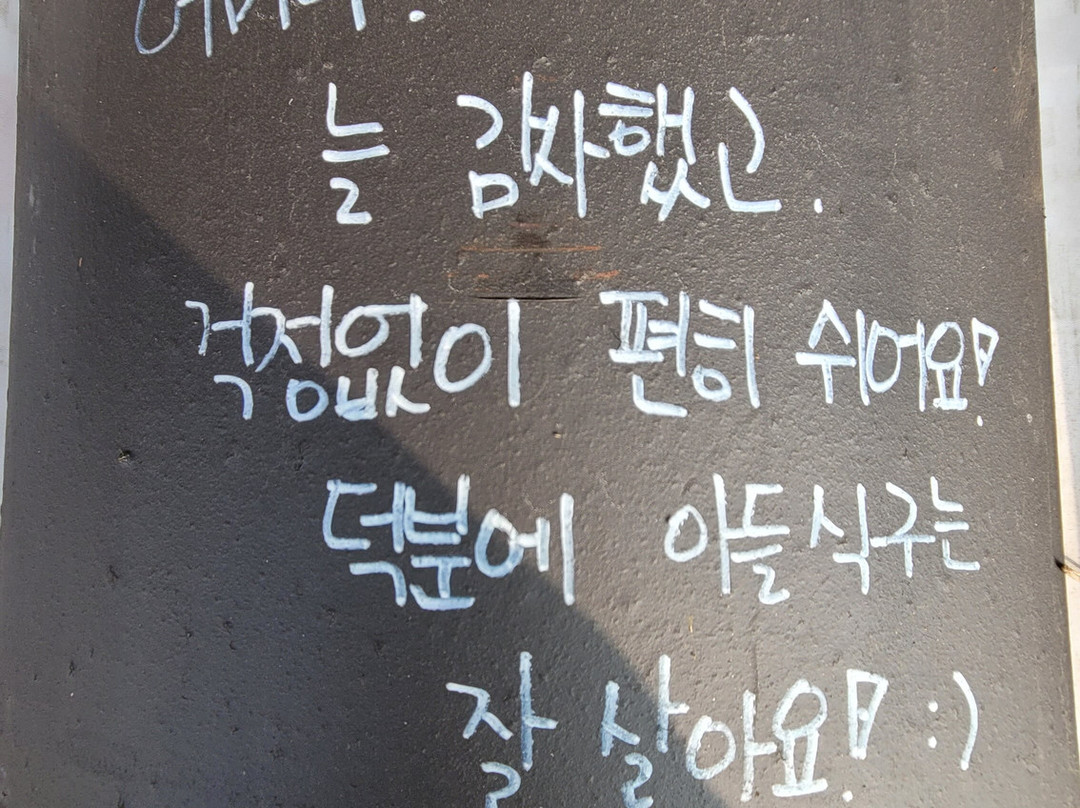 늘 감사했고.
걱정없이 편히 쉬어요!
덕분에 아들식구는
잘 살아요! :)